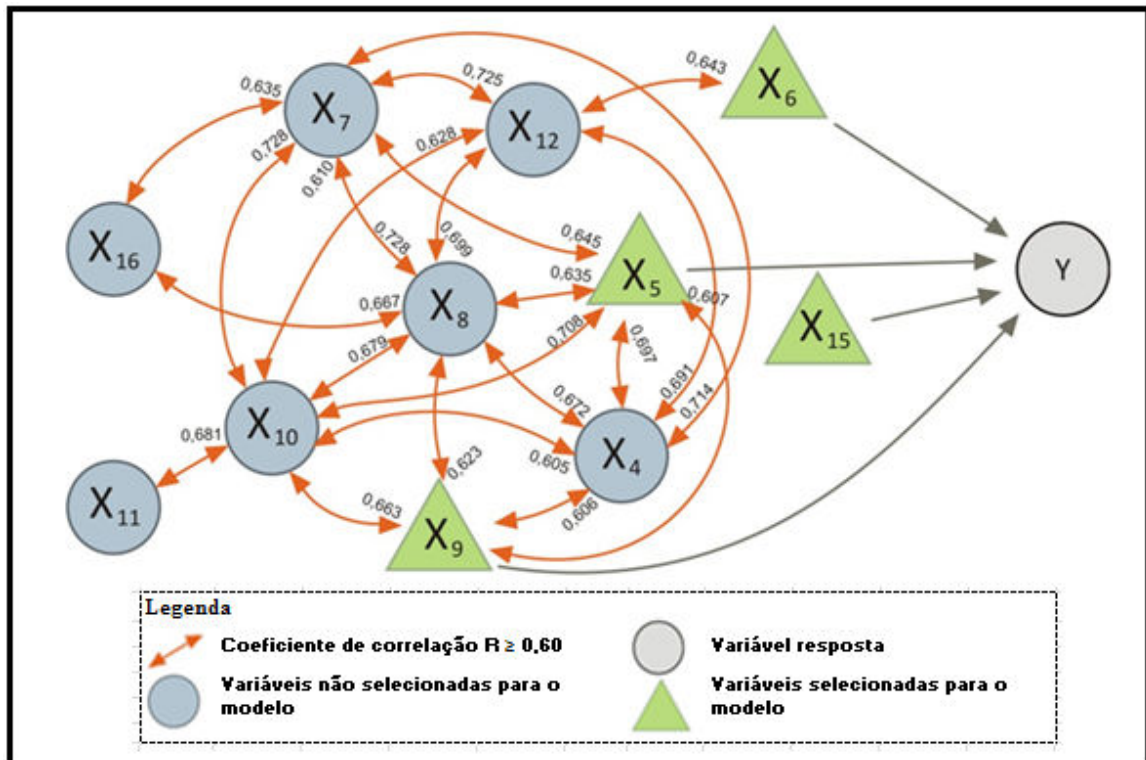 0,643
0,725
X6
0,635
X7
X12
0,628
0,728
0,610
X16
0,728
0,699
0,645
X5
Y
0,635
0,607
0,667
X8
X15
0,708
0,679
0,697
0,691
0,714
0,672
0,681
X10
0,605
X4
0,623
X11
0,663
0,606
X9
Legenda
Coeficiente de correlação R ≥ 0,60
Variável resposta
Variáveis não selecionadas para o
modelo
Variáveis selecionadas para o
modelo